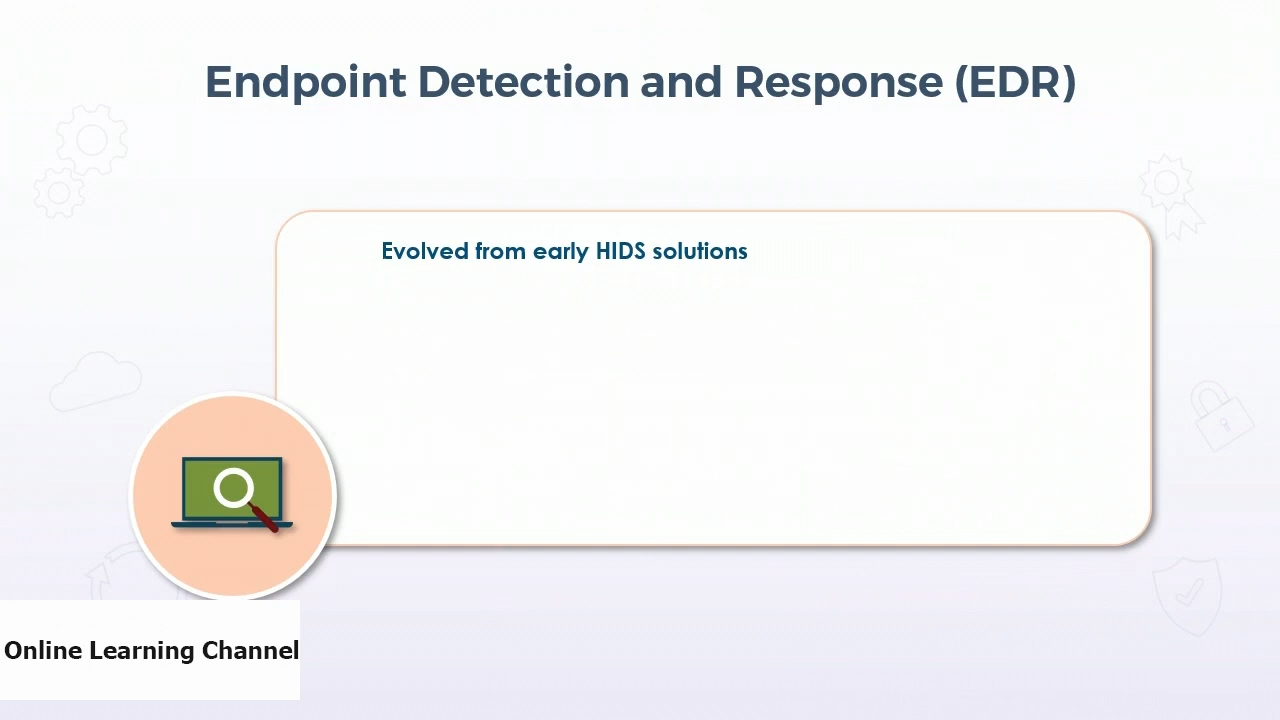 Endpoint Detection and Response (EDR)
Evolved from early HIDS solutions
Online Learning Channel